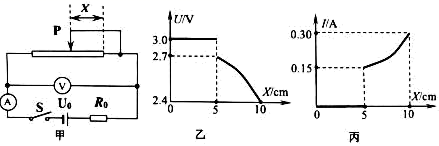 X
P
V
A
S
U₀
R₀
甲
U/V
3.0
2.7
2.4
0
5
10
X/cm
乙
I/A
0.30
0.15
0
5
10
X/cm
丙